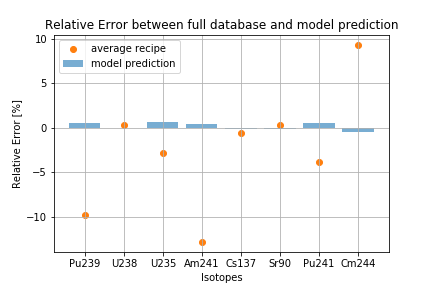 Relative Error between full database and model prediction
average recipe
model prediction
Relative Error [%]
10
5
0
−5
−10
Pu239 U238 U235 Am241 Cs137 Sr90 Pu241 Cm244
Isotopes